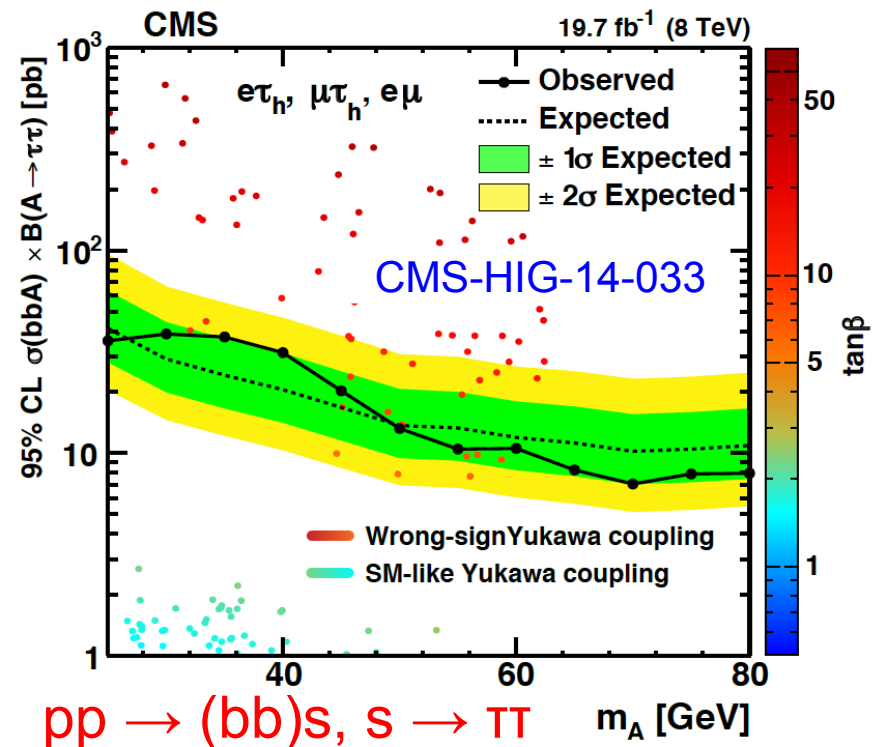 CMS
19.7 fb⁻¹ (8 TeV)
95% CL σ(bbA) × B(A→ττ) [pb]
10³
10²
10
1
eτₕ, μτₕ, eμ
Observed
Expected
± 1σ Expected
± 2σ Expected
CMS-HIG-14-033
Wrong-signYukawa coupling
SM-like Yukawa coupling
40
60
80
m_A [GeV]
50
10
5
1
tanβ
pp → (bb)s, s → ττ